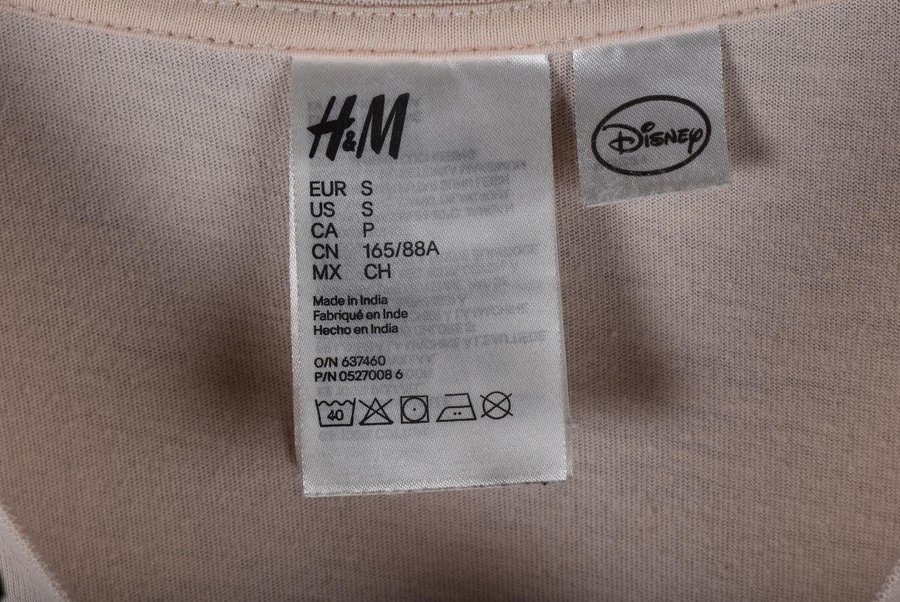 H&M
EUR S
US S
CA P
CN 165/88A
MX CH
Made in India
Fabriqué en Inde
Hecho en India
O/N 637460
P/N 0527008 6
40
Disney